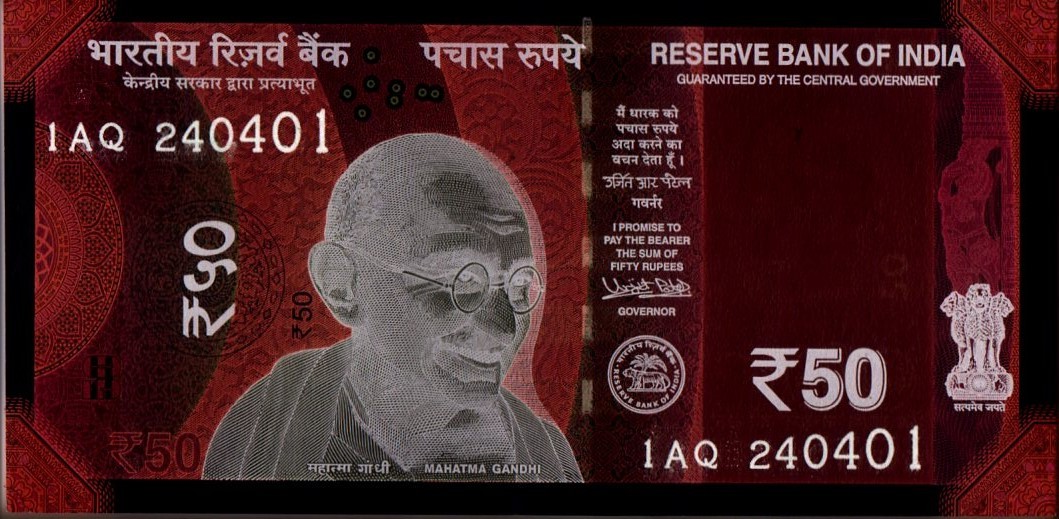 भारतीय रिज़र्व बैंक
केन्द्रीय सरकार द्वारा प्रत्याभूत
पचास रुपये
RESERVE BANK OF INDIA
GUARANTEED BY THE CENTRAL GOVERNMENT
1AQ 240401
मैं धारक को
पचास रुपये
अदा करने का
वचन देता हूँ ।
उर्जित आर पटेल
गवर्नर
I PROMISE TO
PAY THE BEARER
THE SUM OF
FIFTY RUPEES
GOVERNOR
₹५०
₹50
भारतीय रिज़र्व बैंक
RESERVE BANK OF INDIA
₹50
सत्यमेव जयते
₹50
महात्मा गांधी
MAHATMA GANDHI
1AQ 240401